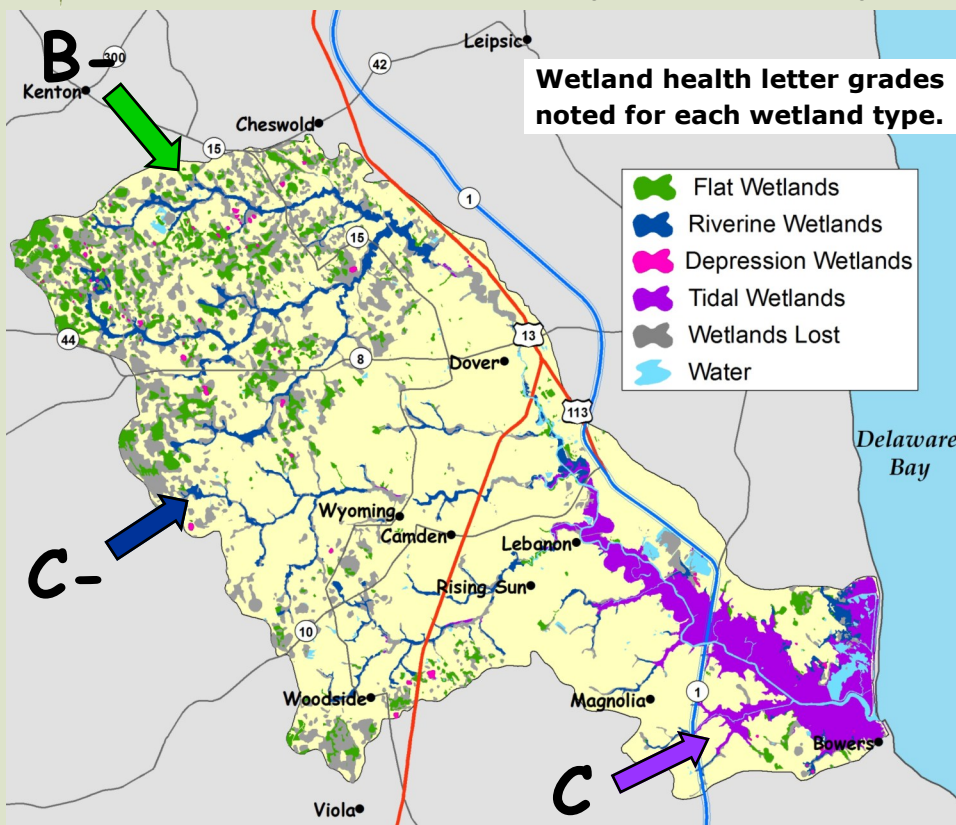 B-
300
Kenton
Leipsic
42
Wetland health letter grades
noted for each wetland type.
Cheswold
15
1
Flat Wetlands
Riverine Wetlands
Depression Wetlands
Tidal Wetlands
Wetlands Lost
Water
15
13
44
8
Dover
113
Delaware
Bay
Wyoming
Camden
Lebanon
C-
Rising Sun
10
Woodside
Magnolia
1
Bowers
C
Viola